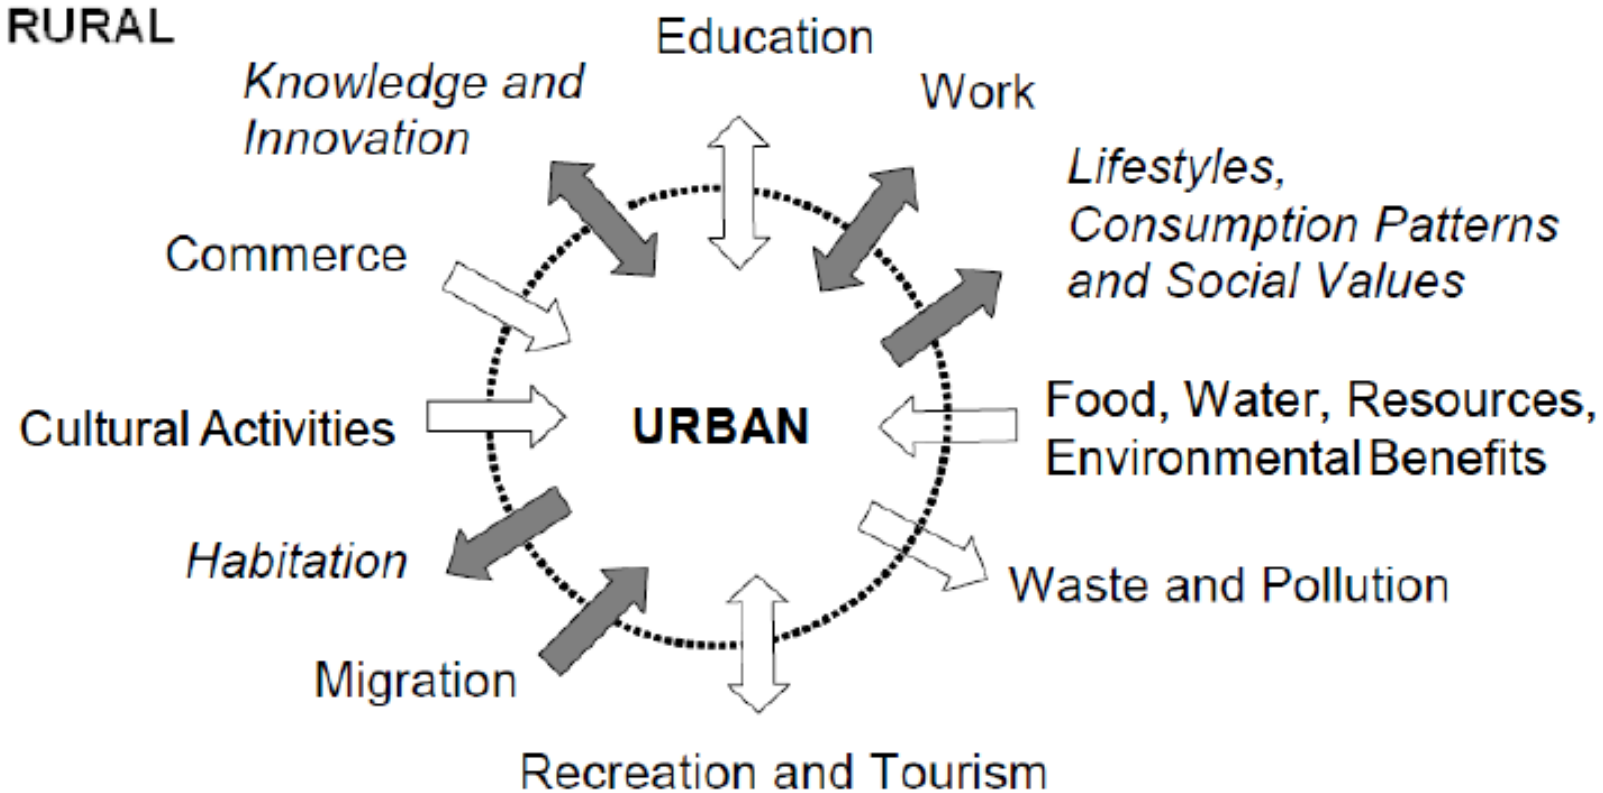 RURAL
Education
Knowledge and
Innovation
Work
Lifestyles,
Consumption Patterns
and Social Values
Commerce
Cultural Activities
URBAN
Food, Water, Resources,
Environmental Benefits
Habitation
Waste and Pollution
Migration
Recreation and Tourism